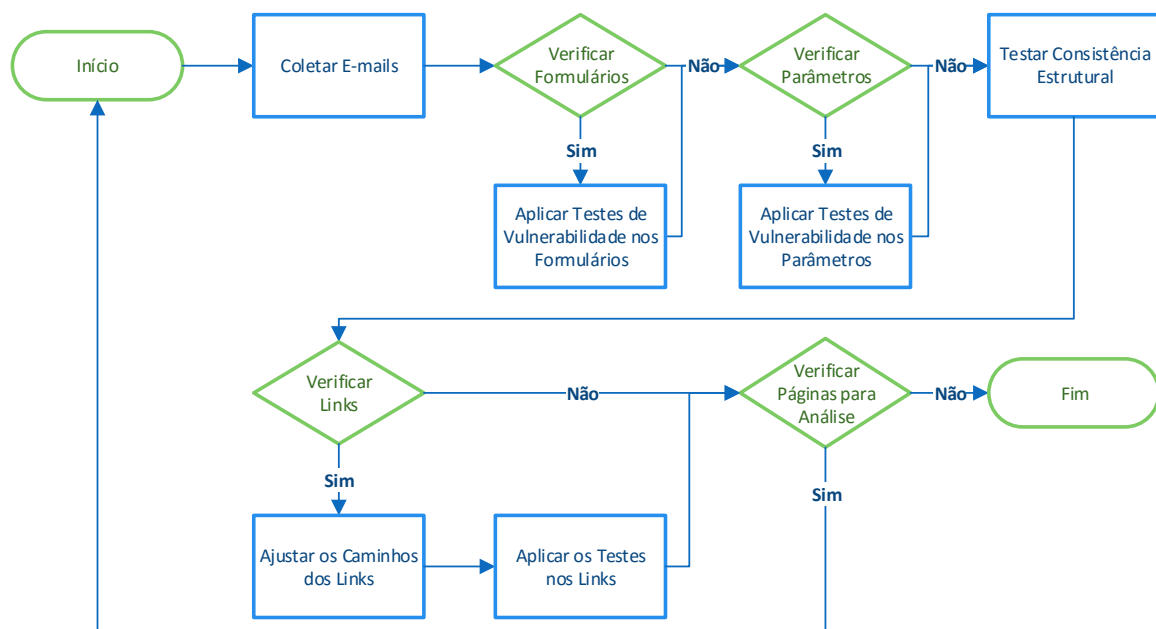 Início
Coletar E-mails
Verificar
Formulários
Não
Verificar
Parâmetros
Não
Testar Consistência
Estrutural
Sim
Sim
Aplicar Testes de
Vulnerabilidade nos
Formulários
Aplicar Testes de
Vulnerabilidade nos
Parâmetros
Verificar
Links
Não
Verificar
Páginas para
Análise
Não
Fim
Sim
Sim
Ajustar os Caminhos
dos Links
Aplicar os Testes
nos Links